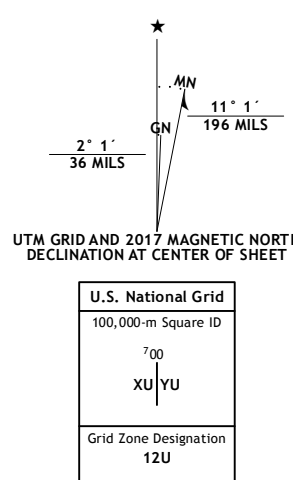 ★
MN
11° 1´
196 MILS
GN
2° 1´
36 MILS
UTM GRID AND 2017 MAGNETIC NORTH
DECLINATION AT CENTER OF SHEET
U.S. National Grid
100,000-m Square ID
⁷00
XU YU
Grid Zone Designation
12U